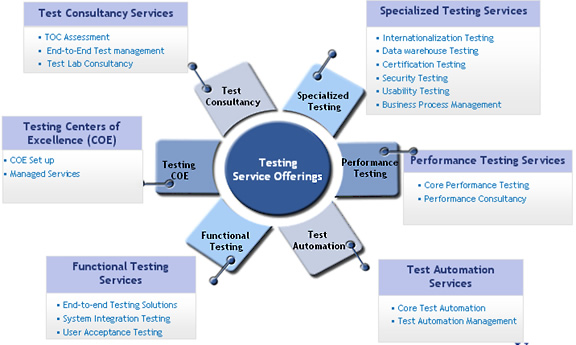 Test Consultancy Services
TOC Assessment
End-to-End Test management
Test Lab Consultancy
Specialized Testing Services
Internationalization Testing
Data warehouse Testing
Certification Testing
Security Testing
Usability Testing
Business Process Management
Test
Consultancy
Specialized
Testing
Testing Centers of
Excellence (COE)
COE Set up
Managed Services
Testing
COE
Testing
Service Offerings
Performance
Testing
Performance Testing Services
Core Performance Testing
Performance Consultancy
Functional
Testing
Test
Automation
Functional Testing
Services
End-to-end Testing Solutions
System Integration Testing
User Acceptance Testing
Test Automation
Services
Core Test Automation
Test Automation Management